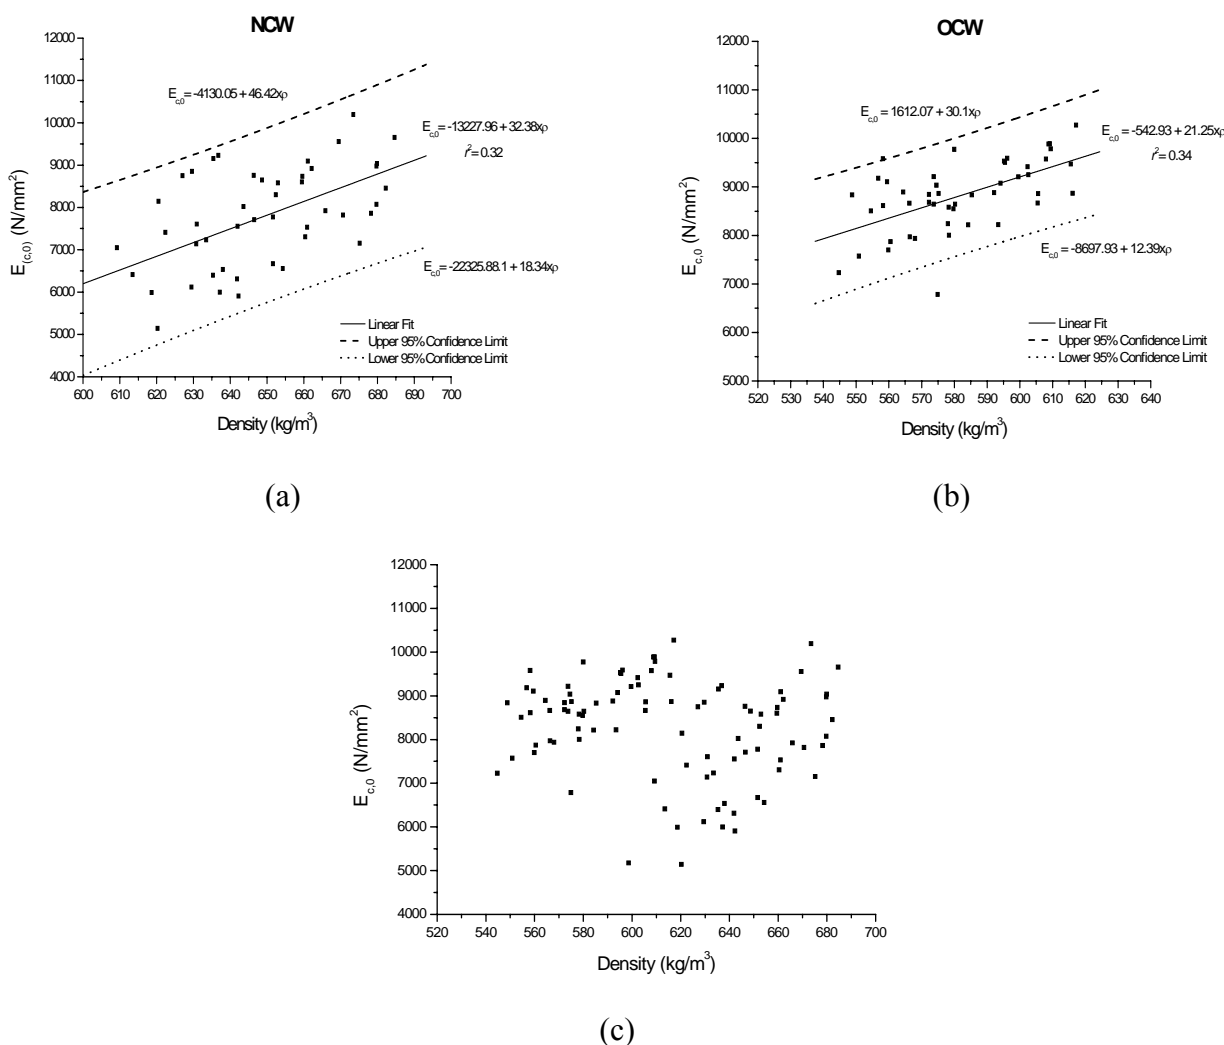 NCW
12000
11000
10000
9000
8000
7000
6000
5000
4000
E(c,0) (N/mm²)
Ec,0 = -4130.05 + 46.42xρ
Ec,0 = -13227.96 + 32.38xρ
r² = 0.32
Ec,0 = -22325.88.1 + 18.34xρ
Linear Fit
Upper 95% Confidence Limit
Lower 95% Confidence Limit
600 610 620 630 640 650 660 670 680 690 700
Density (kg/m³)
(a)
OCW
12000
11000
10000
9000
8000
7000
6000
5000
Ec,0 (N/mm²)
Ec,0 = 1612.07 + 30.1xρ
Ec,0 = -542.93 + 21.25xρ
r² = 0.34
Ec,0 = -8697.93 + 12.39xρ
Linear Fit
Upper 95% Confidence Limit
Lower 95% Confidence Limit
520 530 540 550 560 570 580 590 600 610 620 630 640
Density (kg/m³)
(b)
12000
11000
10000
9000
8000
7000
6000
5000
4000
Ec,0 (N/mm²)
520 540 560 580 600 620 640 660 680 700
Density (kg/m³)
(c)